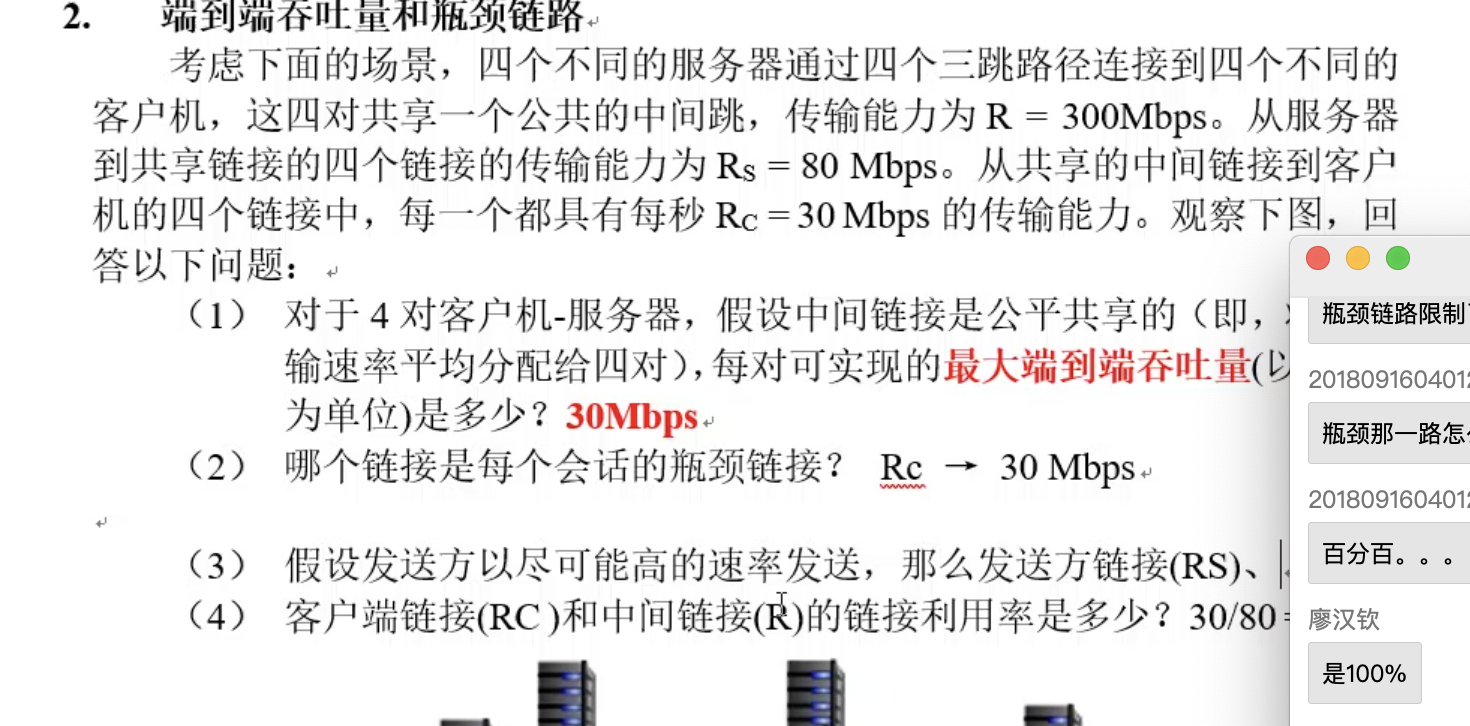 2. 端到端吞吐量和瓶颈链路
考虑下面的场景，四个不同的服务器通过四个三跳路径连接到四个不同的
客户机，这四对共享一个公共的中间跳，传输能力为 R = 300Mbps。从服务器
到共享链接的四个链接的传输能力为 RS = 80 Mbps。从共享的中间链接到客户
机的四个链接中，每一个都具有每秒 RC = 30 Mbps 的传输能力。观察下图，回
答以下问题：
（1） 对于 4 对客户机-服务器，假设中间链接是公平共享的（即，
输速率平均分配给四对），每对可实现的最大端到端吞吐量(以
为单位)是多少？30Mbps
（2） 哪个链接是每个会话的瓶颈链接？ Rc → 30 Mbps
（3） 假设发送方以尽可能高的速率发送，那么发送方链接(RS)、
（4） 客户端链接(RC )和中间链接(R)的链接利用率是多少？30/80 =
瓶颈链路限制
201809160401
瓶颈那一路怎
201809160401
百分百。。。
廖汉钦
是100%